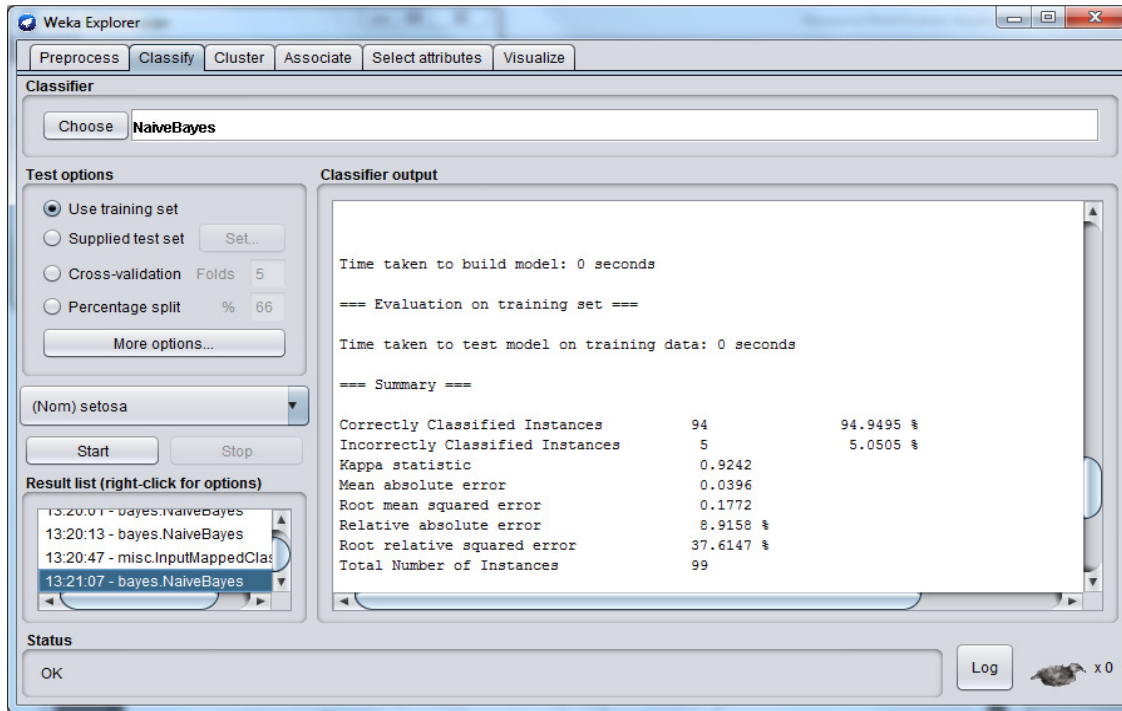 Weka Explorer
Preprocess Classify Cluster Associate Select attributes Visualize
Classifier
Choose NaiveBayes
Test options
Use training set
Supplied test set Set...
Cross-validation Folds 5
Percentage split % 66
More options...
(Nom) setosa
Start Stop
Result list (right-click for options)
13:20:01 - bayes.NaiveBayes
13:20:13 - bayes.NaiveBayes
13:20:47 - misc.InputMappedClas
13:21:07 - bayes.NaiveBayes
Classifier output
Time taken to build model: 0 seconds
=== Evaluation on training set ===
Time taken to test model on training data: 0 seconds
=== Summary ===
Correctly Classified Instances 94 94.9495 %
Incorrectly Classified Instances 5 5.0505 %
Kappa statistic 0.9242
Mean absolute error 0.0396
Root mean squared error 0.1772
Relative absolute error 8.9158 %
Root relative squared error 37.6147 %
Total Number of Instances 99
Status
OK
Log x 0